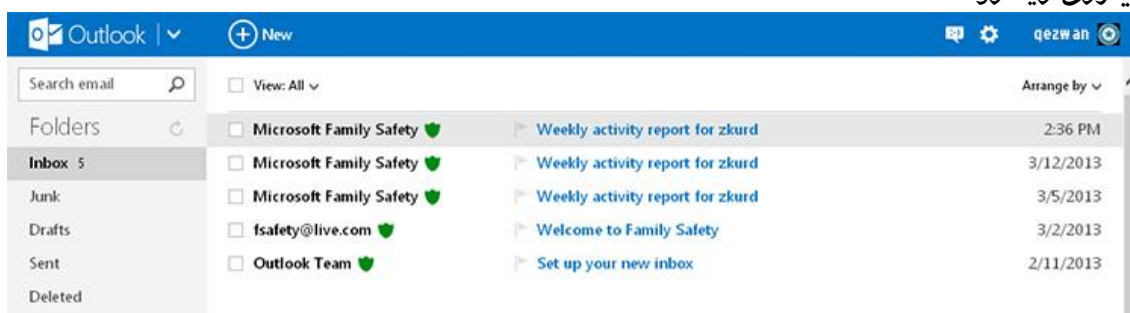 Outlook New qezwan
Search email View: All Arrange by
Folders
Microsoft Family Safety Weekly activity report for zkurd 2:36 PM
Inbox 5 Microsoft Family Safety Weekly activity report for zkurd 3/12/2013
Junk Microsoft Family Safety Weekly activity report for zkurd 3/5/2013
Drafts fsafety@live.com Welcome to Family Safety 3/2/2013
Sent Outlook Team Set up your new inbox 2/11/2013
Deleted